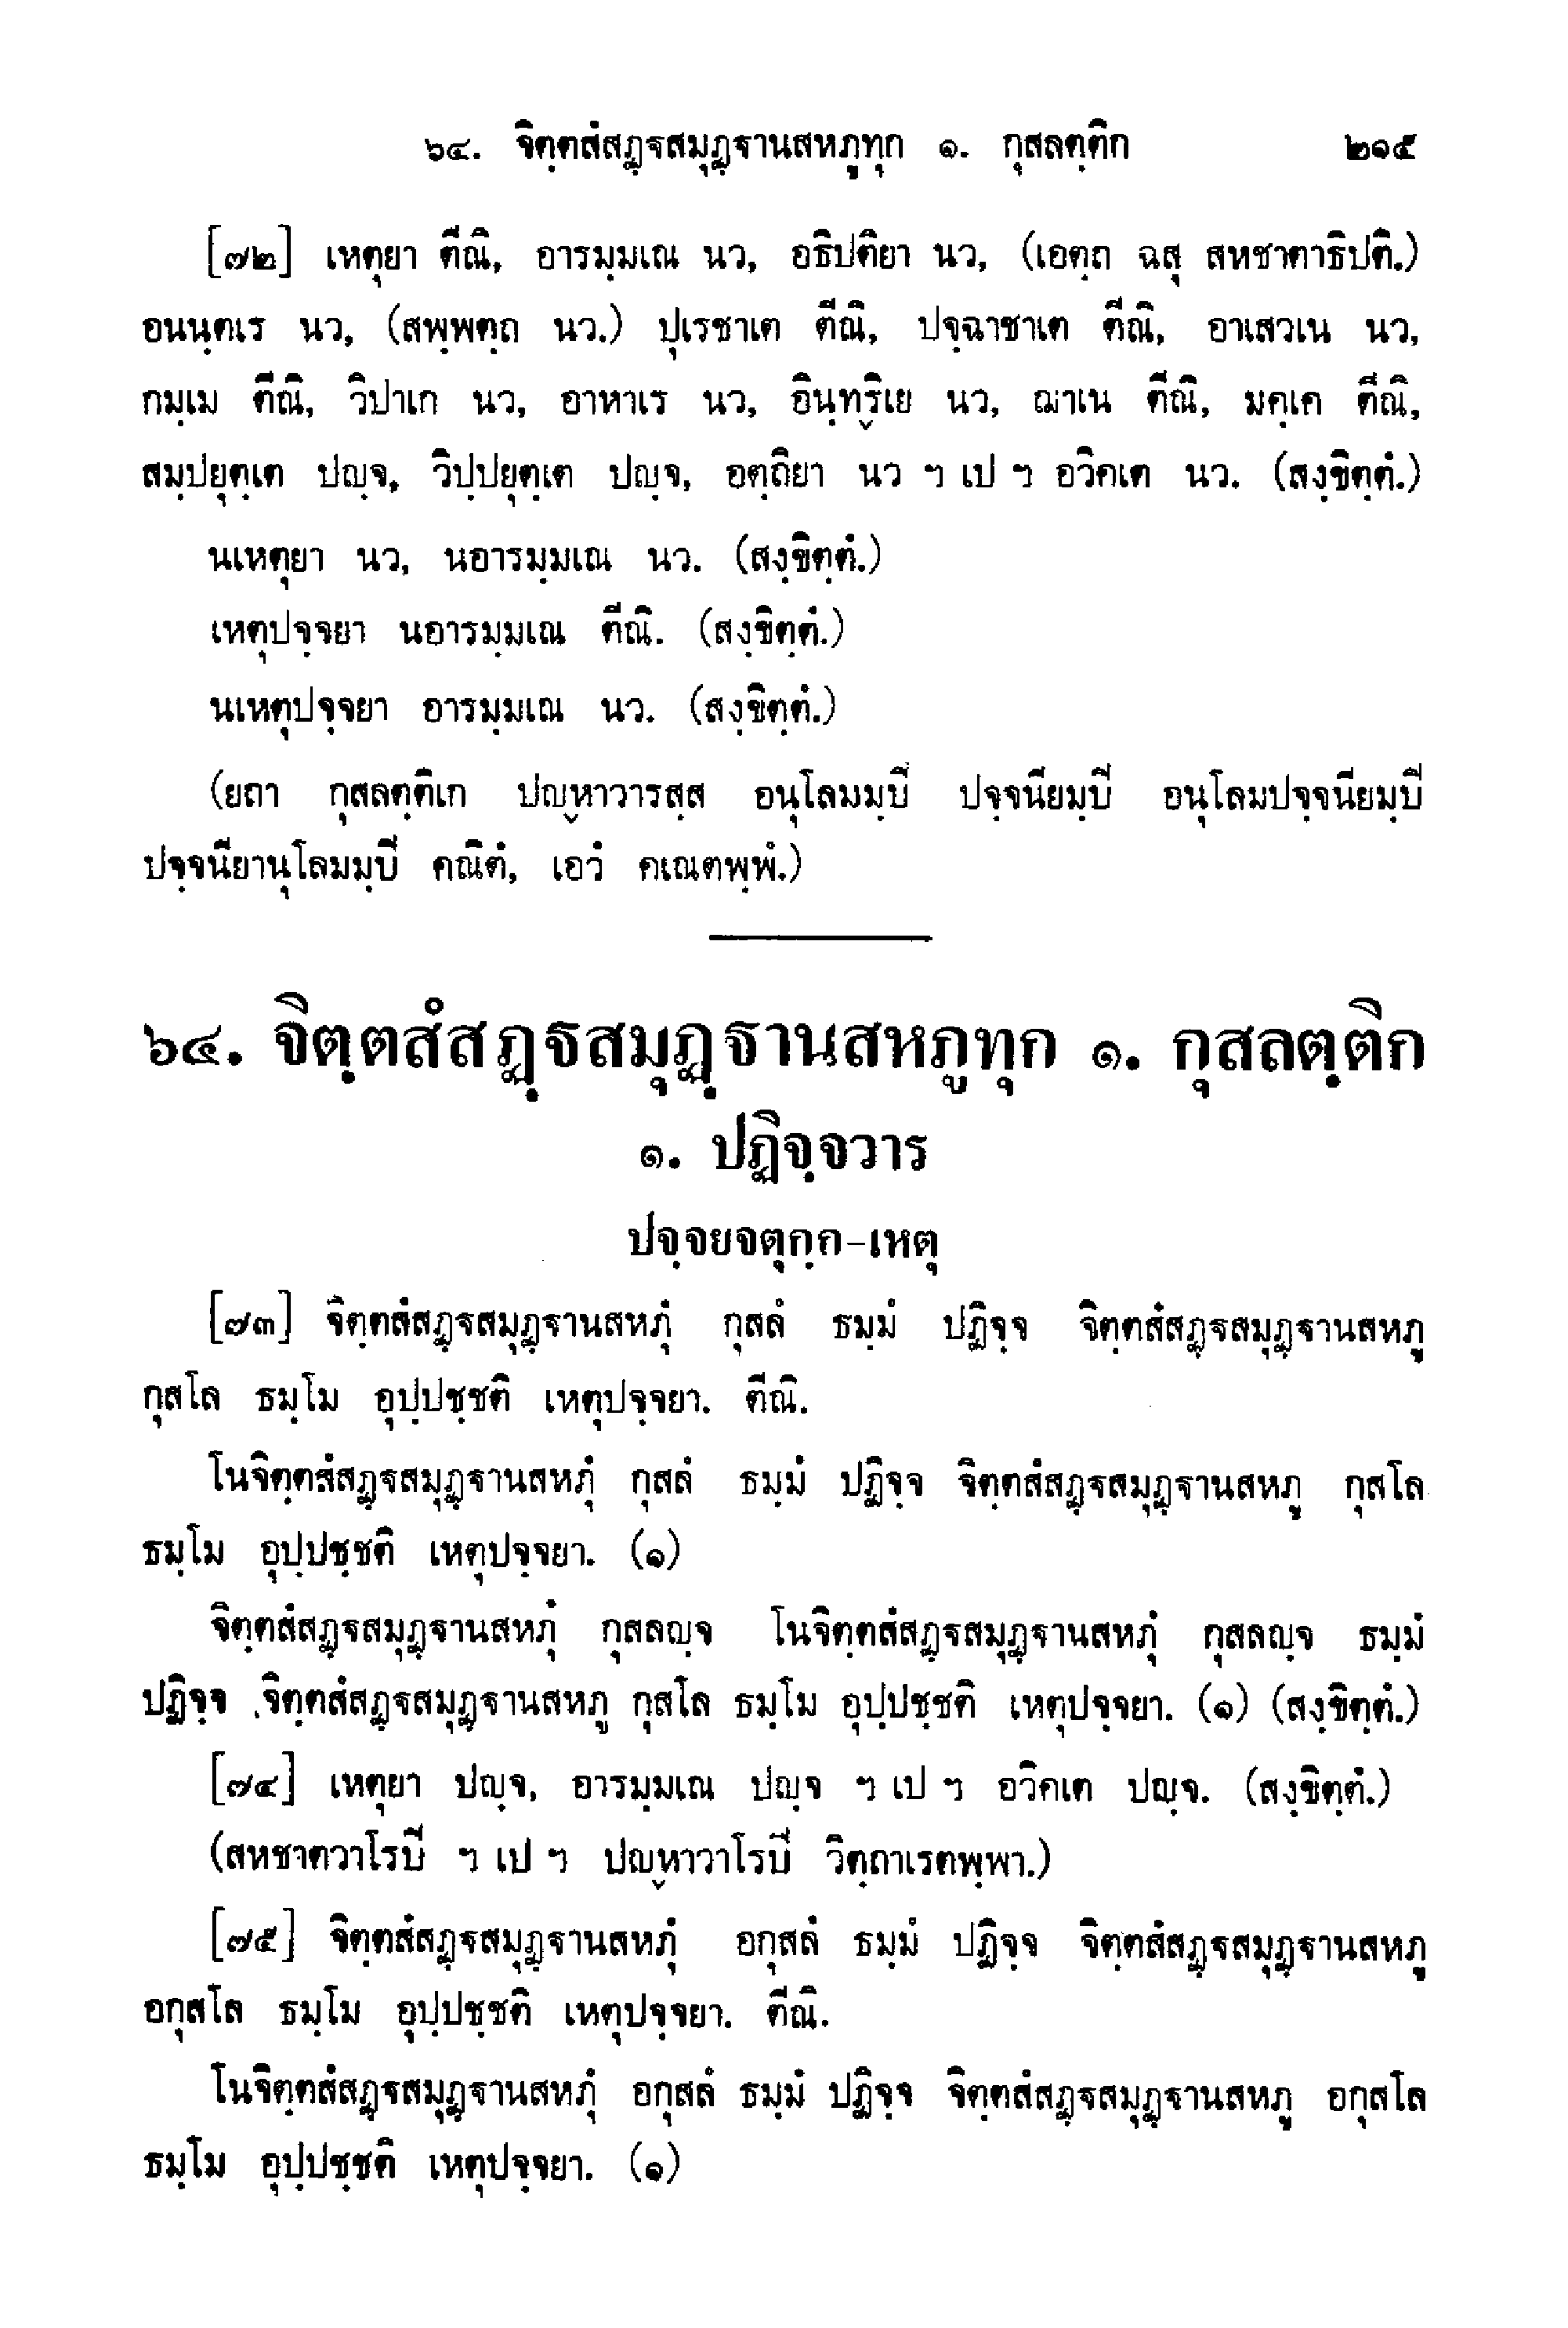 ๖๔. จิตฺตสํสฏฺฐสมุฏฺฐานสหภูทุก ๑. กุสลตฺติก ๒๑๕
[๗๒] เหตุยา ตีณิ, อารมฺมเณ นว, อธิปติยา นว, (เอตฺถ ฉสุ สหชาตาธิปติ.)
อนนฺตเร นว, (สพฺพตฺถ นว.) ปุเรชาเต ตีณิ, ปจฺฉาชาเต ตีณิ, อาเสวเน นว,
กมฺเม ตีณิ, วิปาเก นว, อาหาเร นว, อินฺทฺริเย นว, ฌาเน ตีณิ, มคฺเค ตีณิ,
สมฺปยุตฺเต ปญฺจ, วิปฺปยุตฺเต ปญฺจ, อตฺถิยา นว ฯ เป ฯ อวิคเต นว. (สงฺขิตฺตํ.)
นเหตุยา นว, นอารมฺมเณ นว. (สงฺขิตฺตํ.)
เหตุปจฺจยา นอารมฺมเณ ตีณิ. (สงฺขิตฺตํ.)
นเหตุปจฺจยา อารมฺมเณ นว. (สงฺขิตฺตํ.)
(ยถา กุสลตฺติเก ปญฺหาวารสฺส อนุโลมมฺปิ ปจฺจนียมฺปิ อนุโลมปจฺจนียมฺปิ
ปจฺจนียานุโลมมฺปิ คณิตํ, เอวํ คเณตพฺพํ.)
๖๔. จิตฺตสํสฏฺฐสมุฏฺฐานสหภูทุก ๑. กุสลตฺติก
๑. ปฏิจฺจวาร
ปจฺจยจตุกฺก-เหตุ
[๗๓] จิตฺตสํสฏฺฐสมุฏฺฐานสหภุํ กุสลํ ธมฺมํ ปฏิจฺจ จิตฺตสํสฏฺฐสมุฏฺฐานสหภู
กุสโล ธมฺโม อุปฺปชฺชติ เหตุปจฺจยา. ตีณิ.
โนจิตฺตสํสฏฺฐสมุฏฺฐานสหภุํ กุสลํ ธมฺมํ ปฏิจฺจ จิตฺตสํสฏฺฐสมุฏฺฐานสหภู กุสโล
ธมฺโม อุปฺปชฺชติ เหตุปจฺจยา. (๑)
จิตฺตสํสฏฺฐสมุฏฺฐานสหภุํ กุสลญฺจ โนจิตฺตสํสฏฺฐสมุฏฺฐานสหภุํ กุสลญฺจ ธมฺมํ
ปฏิจฺจ จิตฺตสํสฏฺฐสมุฏฺฐานสหภู กุสโล ธมฺโม อุปฺปชฺชติ เหตุปจฺจยา. (๑) (สงฺขิตฺตํ.)
[๗๔] เหตุยา ปญฺจ, อารมฺมเณ ปญฺจ ฯ เป ฯ อวิคเต ปญฺจ. (สงฺขิตฺตํ.)
(สหชาตวาโรปิ ฯ เป ฯ ปญฺหาวาโรปิ วิตฺถาเรตพฺพา.)
[๗๕] จิตฺตสํสฏฺฐสมุฏฺฐานสหภุํ อกุสลํ ธมฺมํ ปฏิจฺจ จิตฺตสํสฏฺฐสมุฏฺฐานสหภู
อกุสโล ธมฺโม อุปฺปชฺชติ เหตุปจฺจยา. ตีณิ.
โนจิตฺตสํสฏฺฐสมุฏฺฐานสหภุํ อกุสลํ ธมฺมํ ปฏิจฺจ จิตฺตสํสฏฺฐสมุฏฺฐานสหภู อกุสโล
ธมฺโม อุปฺปชฺชติ เหตุปจฺจยา. (๑)